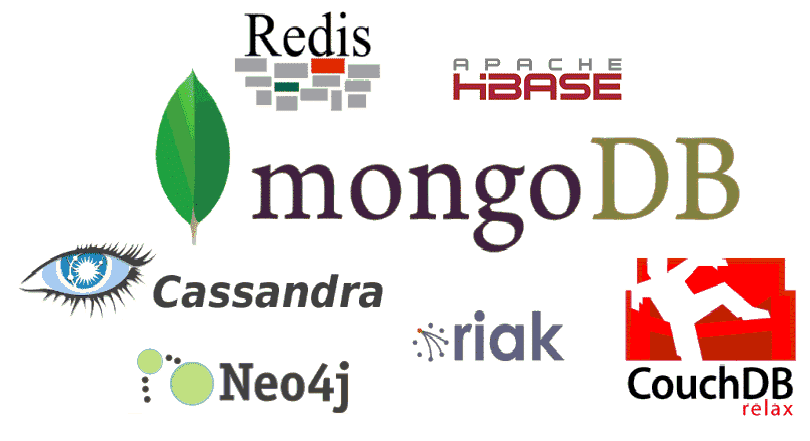 Redis
APACHE
HBASE
mongoDB
Cassandra
riak
Neo4j
CouchDB
relax